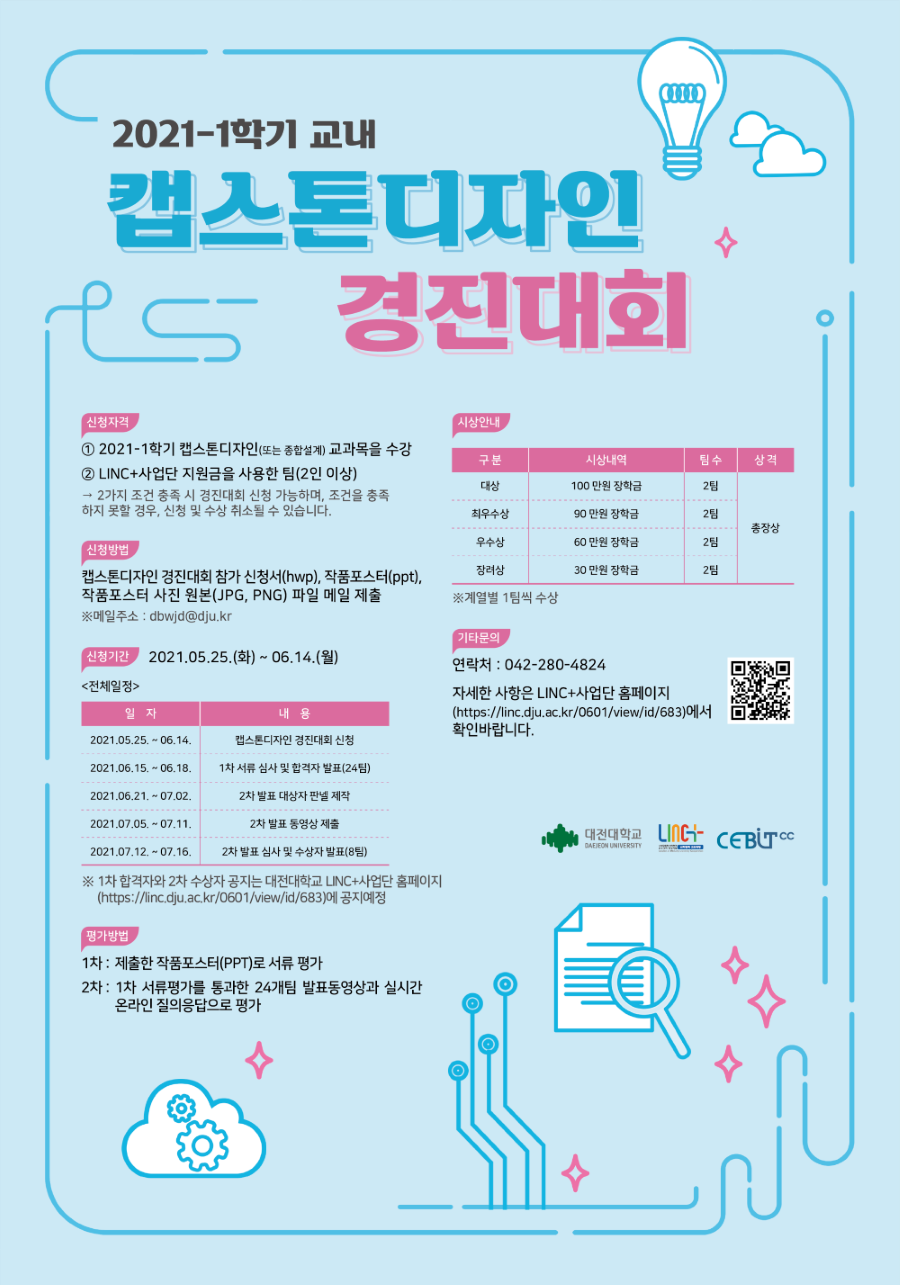 2021-1학기 교내
캡스톤디자인
경진대회
신청자격
① 2021-1학기 캡스톤디자인(또는 종합설계) 교과목을 수강
② LINC+사업단 지원금을 사용한 팀(2인 이상)
→ 2가지 조건 충족 시 경진대회 신청 가능하며, 조건을 충족
하지 못할 경우, 신청 및 수상 취소될 수 있습니다.
신청방법
캡스톤디자인 경진대회 참가 신청서(hwp), 작품포스터(ppt),
작품포스터 사진 원본(JPG, PNG) 파일 메일 제출
※메일주소 : dbwjd@dju.kr
신청기간 2021.05.25.(화) ~ 06.14.(월)
<전체일정>
일 자 내 용
2021.05.25. ~ 06.14. 캡스톤디자인 경진대회 신청
2021.06.15. ~ 06.18. 1차 서류 심사 및 합격자 발표(24팀)
2021.06.21. ~ 07.02. 2차 발표 대상자 판넬 제작
2021.07.05. ~ 07.11. 2차 발표 동영상 제출
2021.07.12. ~ 07.16. 2차 발표 심사 및 수상자 발표(8팀)
※ 1차 합격자와 2차 수상자 공지는 대전대학교 LINC+사업단 홈페이지
(https://linc.dju.ac.kr/0601/view/id/683)에 공지예정
평가방법
1차 : 제출한 작품포스터(PPT)로 서류 평가
2차 : 1차 서류평가를 통과한 24개팀 발표동영상과 실시간
온라인 질의응답으로 평가
시상안내
구 분 시상내역 팀 수 상 격
대상 100 만원 장학금 2팀
최우수상 90 만원 장학금 2팀
총장상
우수상 60 만원 장학금 2팀
장려상 30 만원 장학금 2팀
※계열별 1팀씩 수상
기타문의
연락처 : 042-280-4824
자세한 사항은 LINC+사업단 홈페이지
(https://linc.dju.ac.kr/0601/view/id/683)에서
확인바랍니다.
대전대학교
DAEJEON UNIVERSITY
LINC+
CEBIT CC